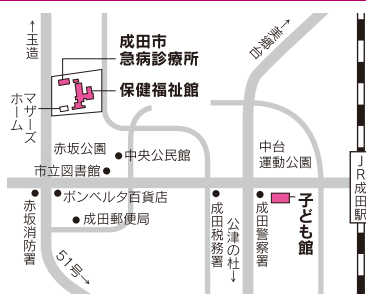 ←玉造
成田市
急病診療所
保健福祉館
マザーズ
ホーム
←美郷台
赤坂公園
中央公民館
市立図書館
中台
運動公園
JR成田駅
ボンベルタ百貨店
成田郵便局
赤坂消防署
成田税務署
公津の杜→
成田警察署
子ども館
51号→